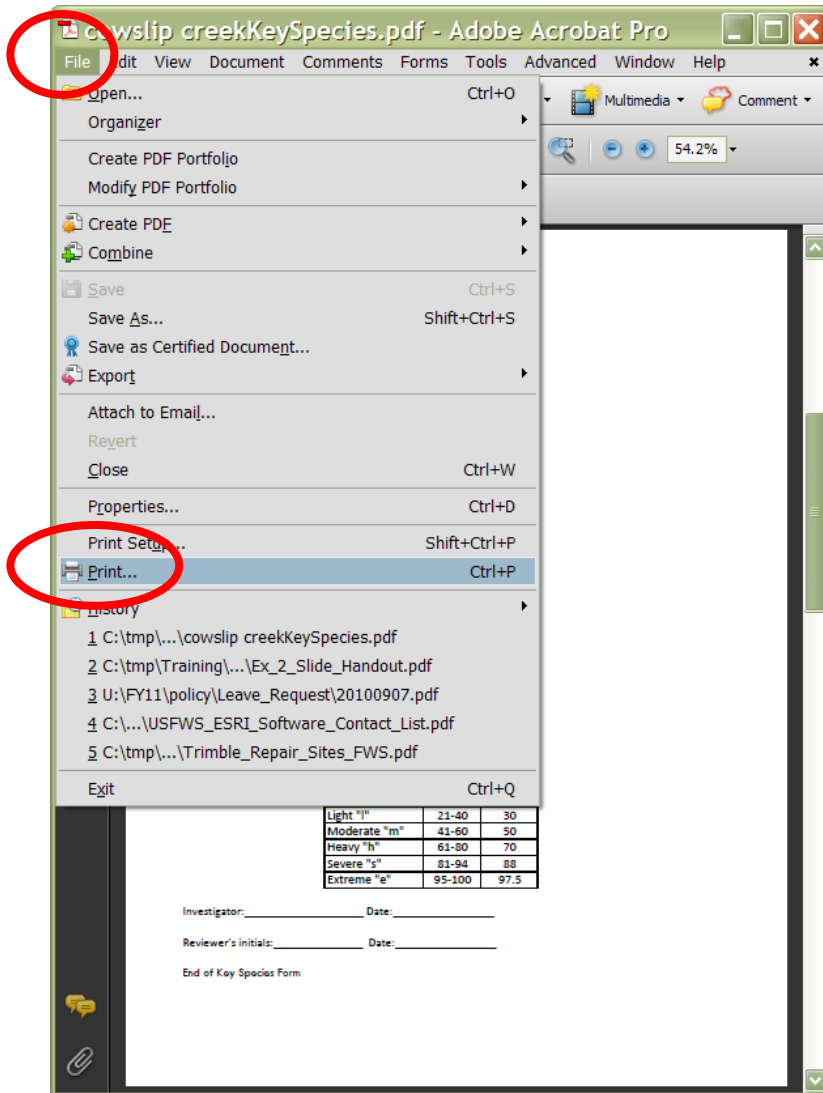 cowslip creekKeySpecies.pdf - Adobe Acrobat Pro
File Edit View Document Comments Forms Tools Advanced Window Help
Open... Ctrl+O
Multimedia Comment
Organizer
54.2%
Create PDF Portfolio
Modify PDF Portfolio
Create PDF
Combine
Save Ctrl+S
Save As... Shift+Ctrl+S
Save as Certified Document...
Export
Attach to Email...
Revert
Close Ctrl+W
Properties... Ctrl+D
Print Setup... Shift+Ctrl+P
Print... Ctrl+P
History
1 C:\tmp\...\cowslip creekKeySpecies.pdf
2 C:\tmp\Training\...\Ex_2_Slide_Handout.pdf
3 U:\FY11\policy\Leave_Request\20100907.pdf
4 C:\...\USFWS_ESRI_Software_Contact_List.pdf
5 C:\tmp\...\Trimble_Repair_Sites_FWS.pdf
Exit Ctrl+Q
Light "l" 21-40 30
Moderate "m" 41-60 50
Heavy "h" 61-80 70
Severe "s" 81-94 88
Extreme "e" 95-100 97.5
Investigator:____________________ Date:_________________
Reviewer's initials:_______________ Date:_________________
End of Key Species Form